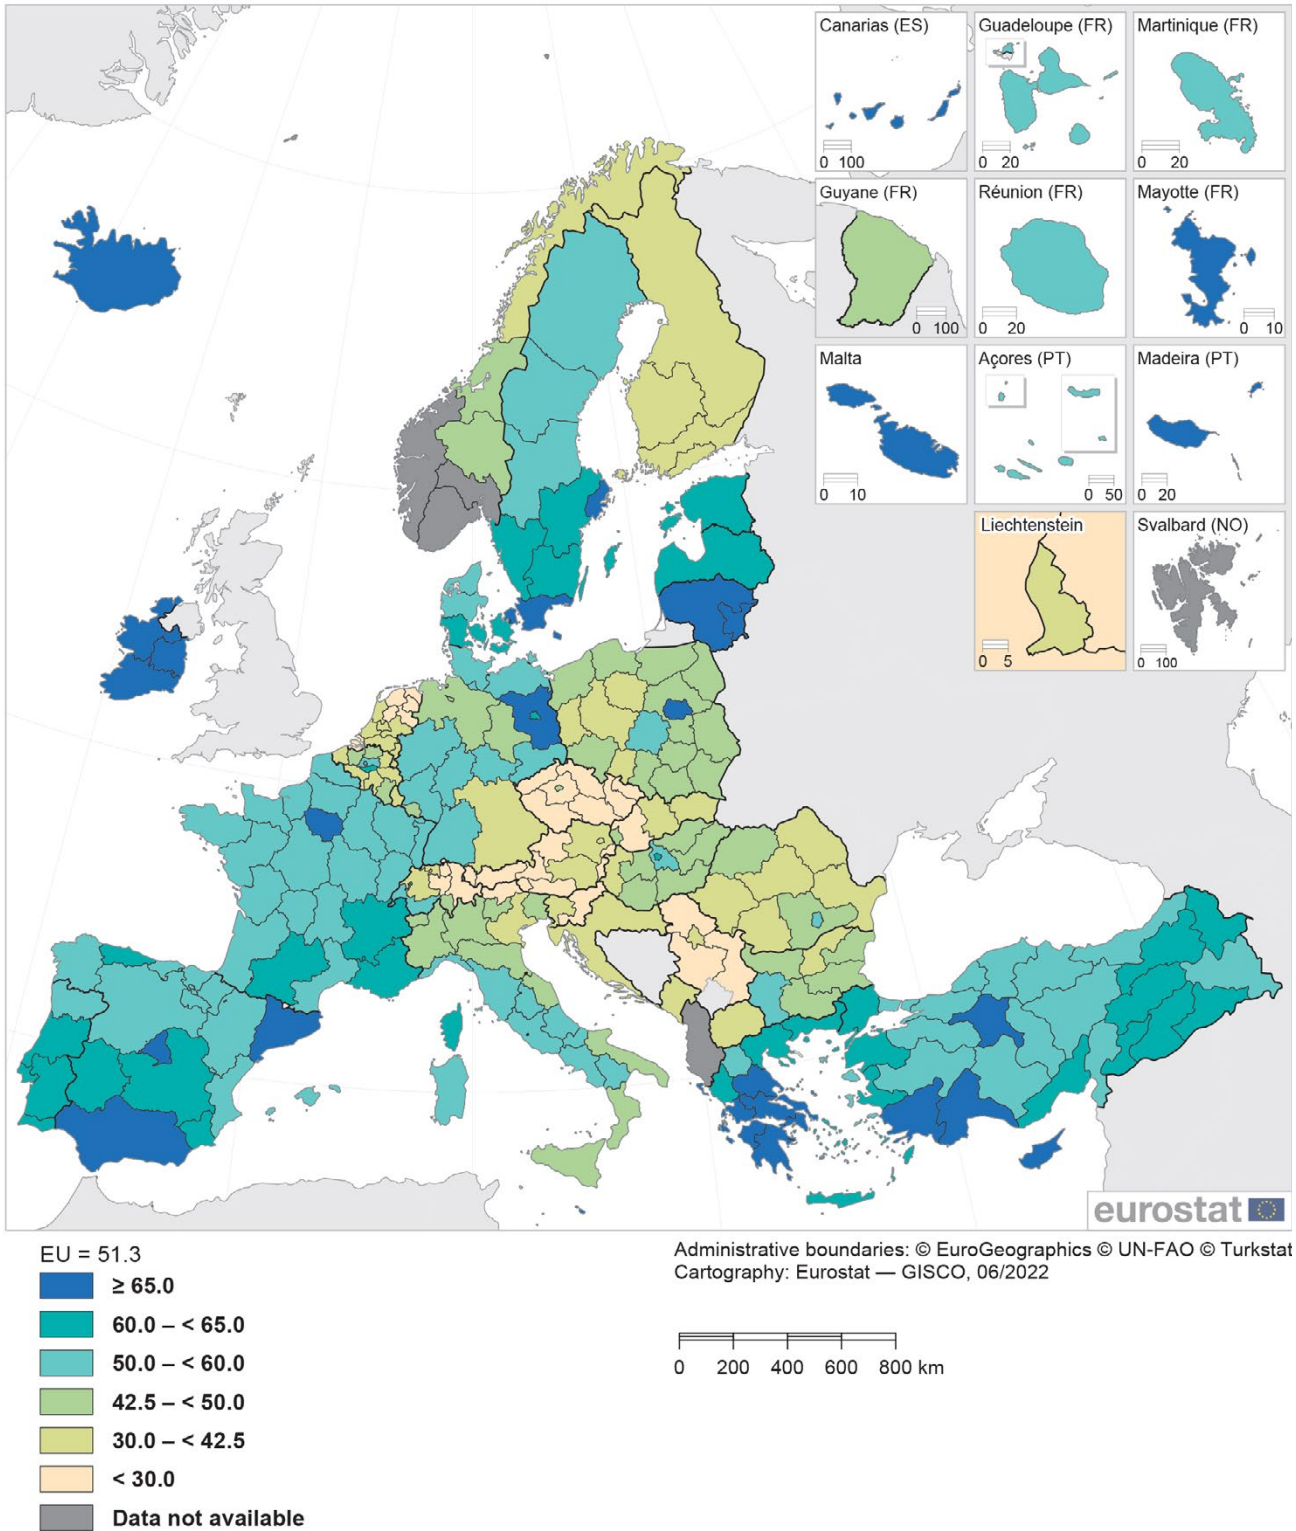 Canarias (ES)
0 100
Guadeloupe (FR)
0 20
Martinique (FR)
0 20
Guyane (FR)
0 100
Réunion (FR)
0 20
Mayotte (FR)
0 10
Malta
0 10
Açores (PT)
0 50
Madeira (PT)
0 20
Liechtenstein
0 5
Svalbard (NO)
0 100
eurostat
EU = 51.3
≥ 65.0
60.0 – < 65.0
50.0 – < 60.0
42.5 – < 50.0
30.0 – < 42.5
< 30.0
Data not available
Administrative boundaries: © EuroGeographics © UN-FAO © Turkstat
Cartography: Eurostat — GISCO, 06/2022
0 200 400 600 800 km